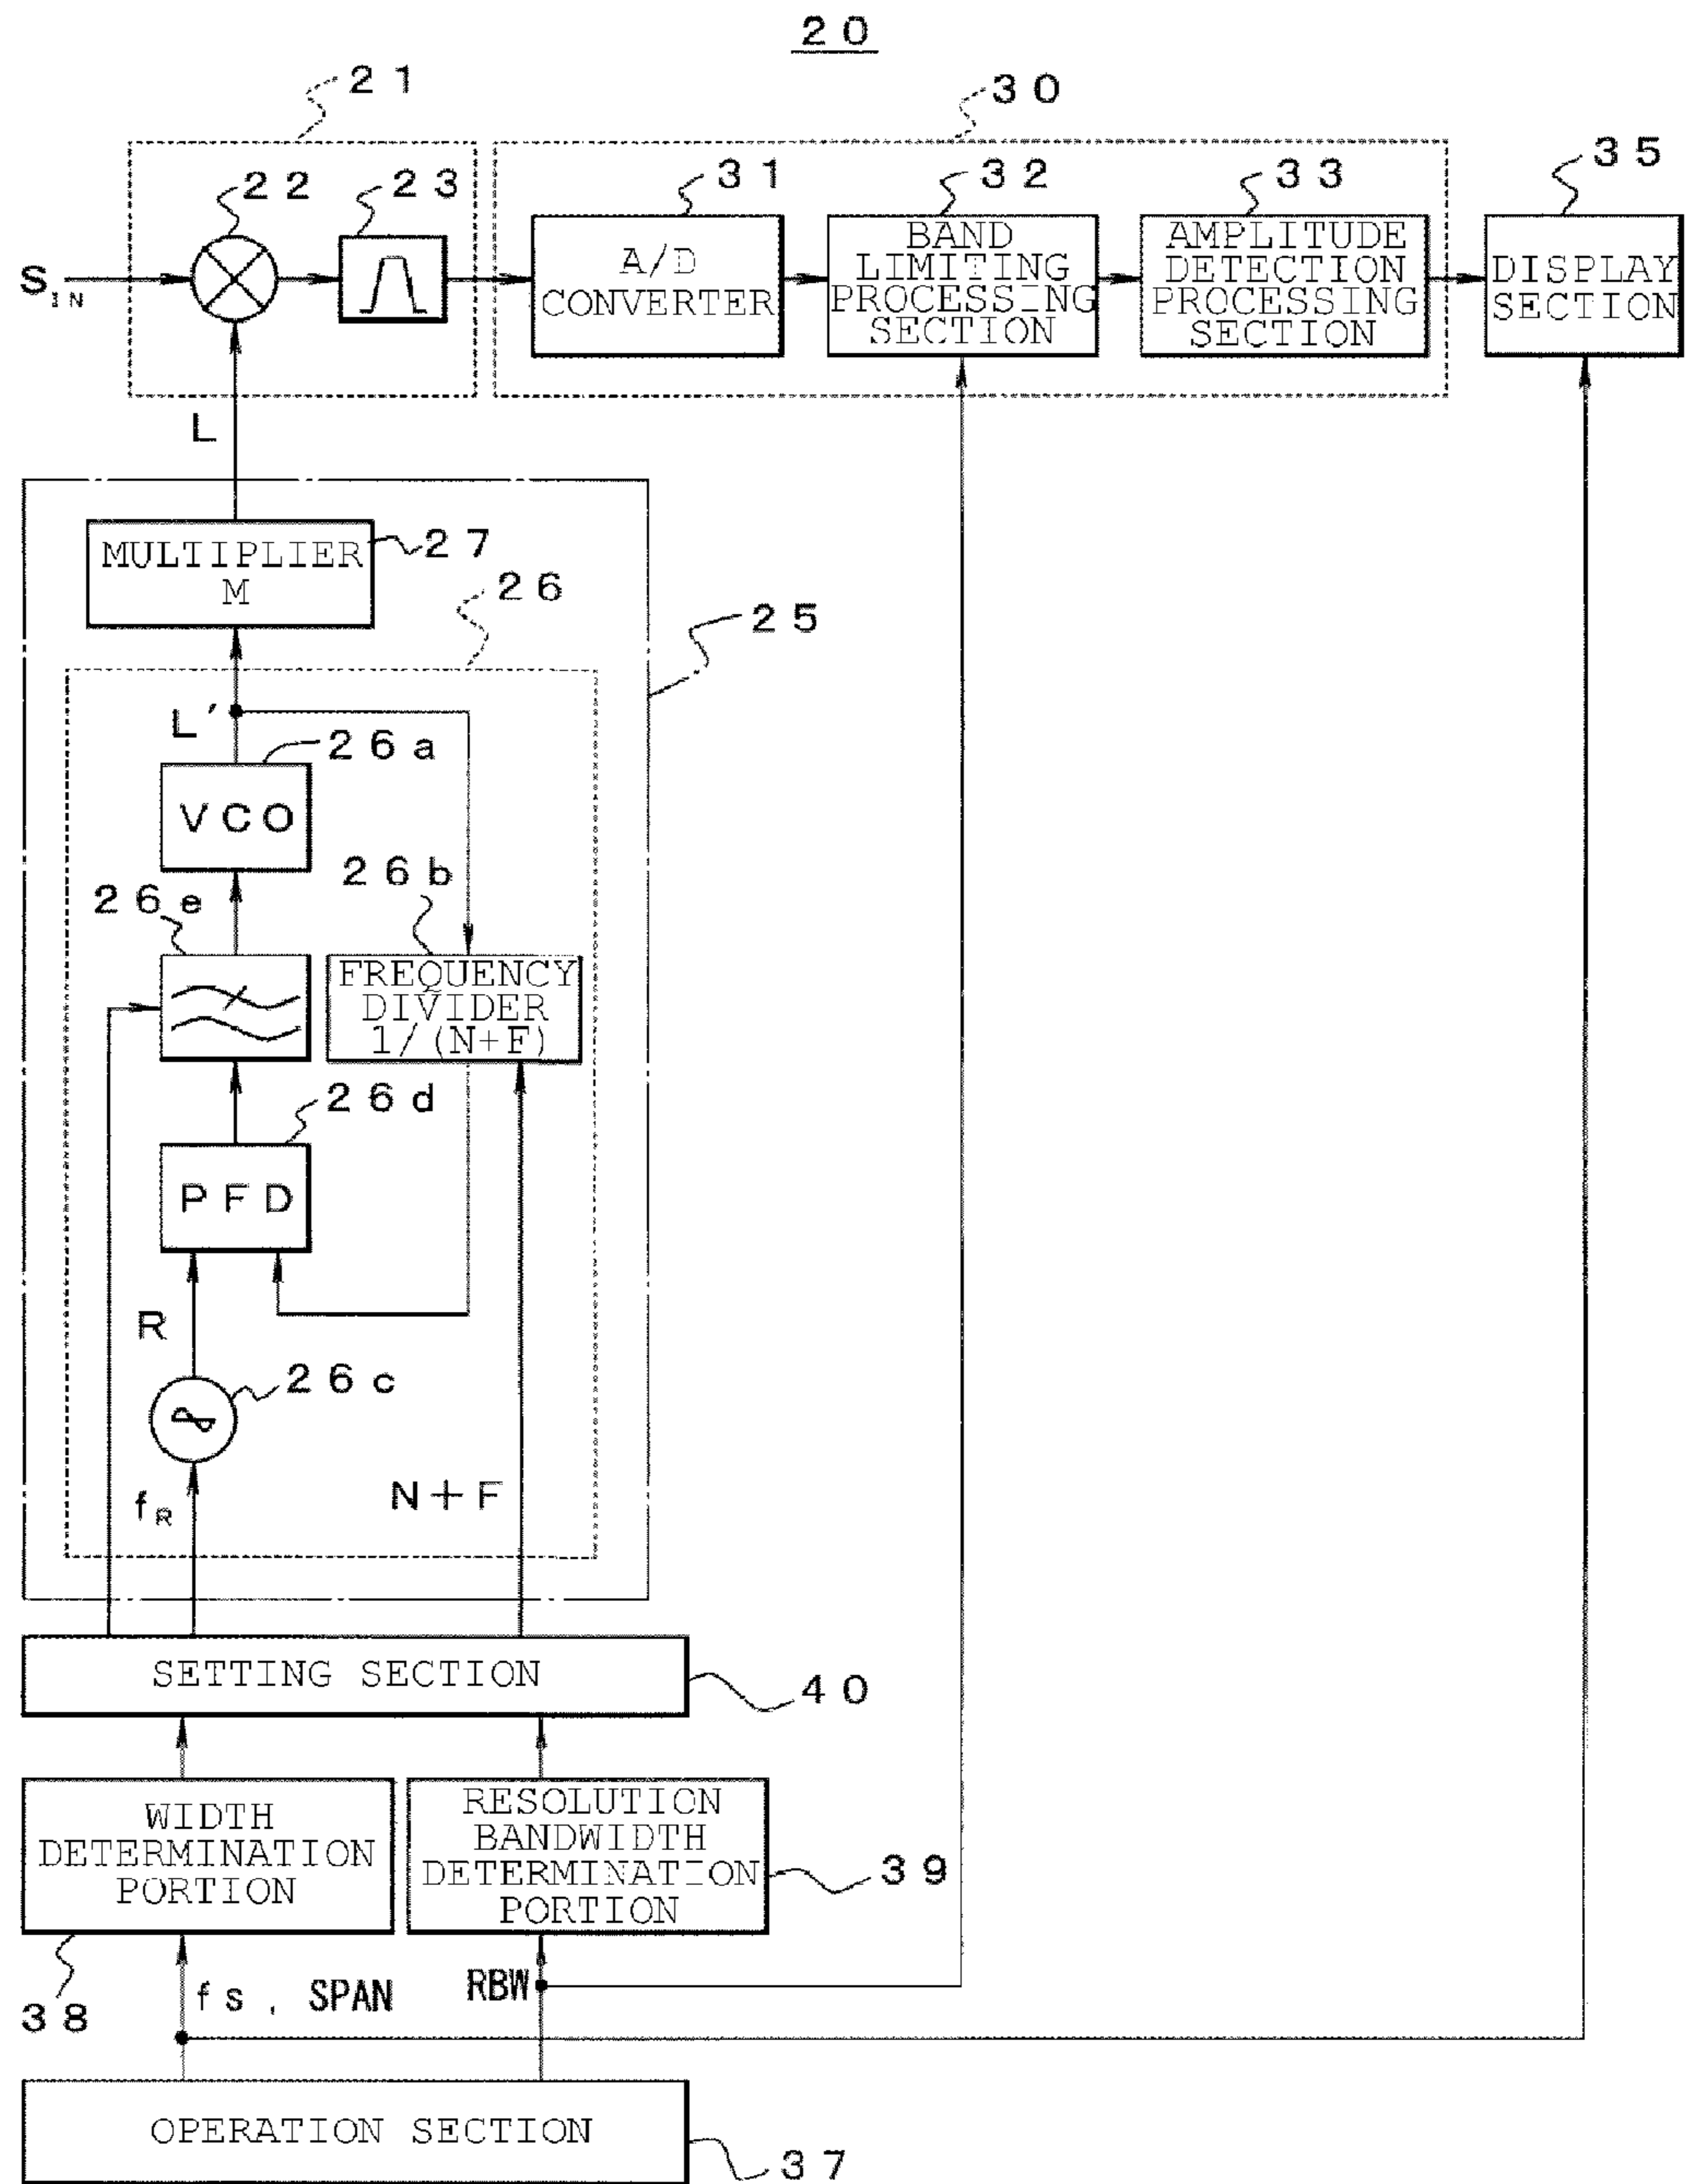 20
21
30
22
23
31
32
33
35
S_IN
A/D
CONVERTER
BAND
LIMITING
PROCESSING
SECTION
AMPLITUDE
DETECTION
PROCESSING
SECTION
DISPLAY
SECTION
L
MULTIPLIER
M
27
26
25
L′
26a
VCO
26e
26b
FREQUENCY
DIVIDER
1/(N+F)
26d
PFD
R
26c
f_R
N+F
SETTING SECTION
40
WIDTH
DETERMINATION
PORTION
RESOLUTION
BANDWIDTH
DETERMINATION
PORTION
39
38
fs, SPAN
RBW
OPERATION SECTION
37